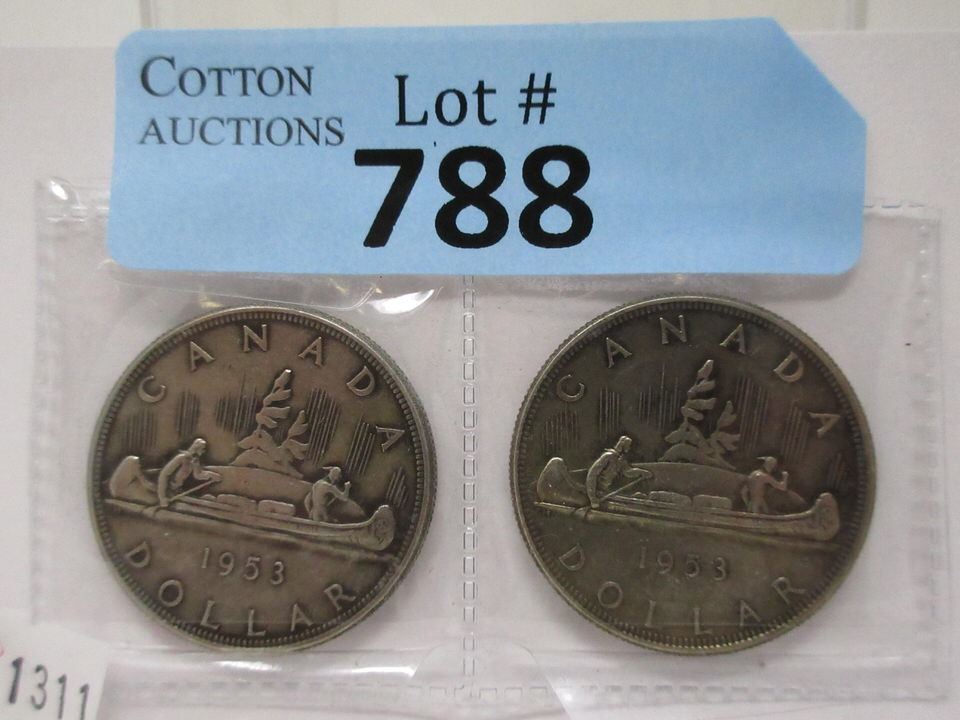 COTTON
AUCTIONS
Lot #
788
CANADA
1953
DOLLAR
CANADA
1953
DOLLAR
1311